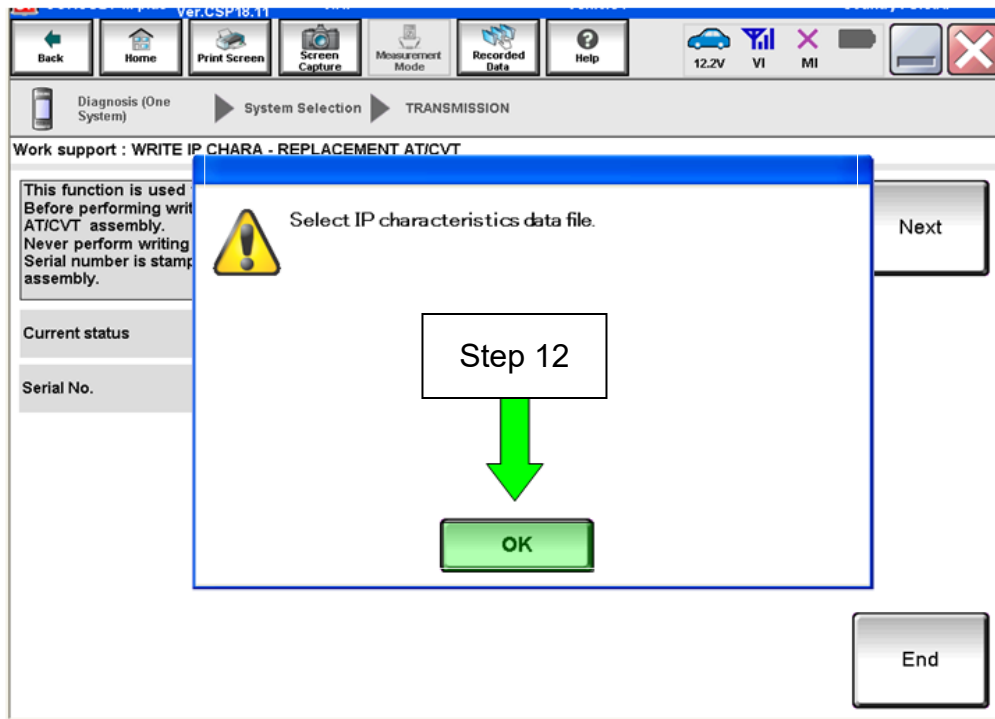 Ver.CSP18.11
Back
Home
Print Screen
Screen
Capture
Measurement
Mode
Recorded
Data
Help
12.2V
VI
MI
Diagnosis (One
System)
System Selection
TRANSMISSION
Work support : WRITE IP CHARA - REPLACEMENT AT/CVT
This function is used
Before performing writ
AT/CVT assembly.
Never perform writing
Serial number is stamp
assembly.
Next
Select IP characteristics data file.
Current status
Serial No.
Step 12
OK
End